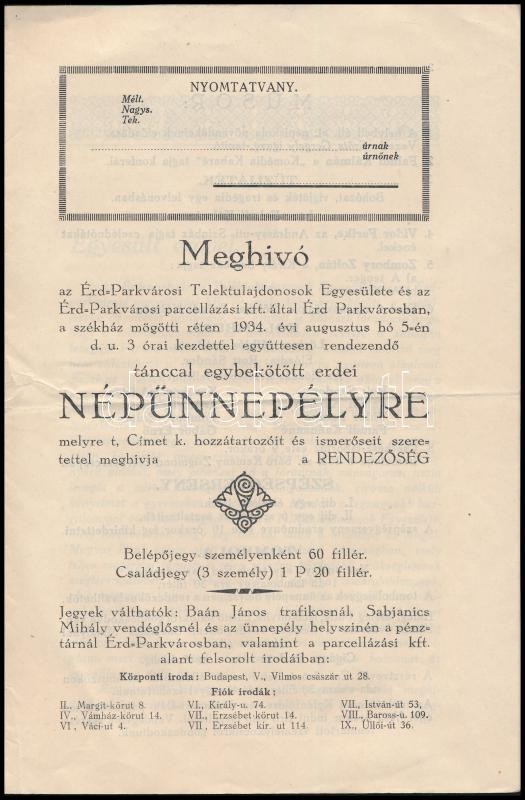 NYOMTATVANY.
Mélt.
Nagys.
Tek.
úrnak
úrnőnek
Meghivó
az Érd=Parkvárosi Telektulajdonosok Egyesülete és az
Érd=Parkvárosi parcellázási kft. által Érd Parkvárosban,
a székház mögötti réten 1934. évi augusztus hó 5=én
d. u. 3 órai kezdettel együttesen rendezendő
tánccal egybekötött erdei
NÉPÜNNEPÉLYRE
melyre t, Címet k. hozzátartozóit és ismerőseit szere=
tettel meghivja a RENDEZŐSÉG
Belépőjegy személyenként 60 fillér.
Családjegy (3 személy) 1 P 20 fillér.
Jegyek válthatók: Baán János trafikosnál, Sabjanics
Mihály vendéglősnél és az ünnepély helyszinén a pénz=
tárnál Érd=Parkvárosban, valamint a parcellázási kft.
alant felsorolt irodáiban:
Központi iroda: Budapest, V., Vilmos császár út 28.
Fiók irodák:
II., Margit-körut 8. VI., Király-u. 74. VII., István-út 53,
IV., Vámház-körut 14. VII., Erzsébet-körut 14. VIII., Baross-u. 109.
VI., Váci-ut 4. VII., Erzsébet kir. út 114. IX., Üllői-út 36.
darabanth.com